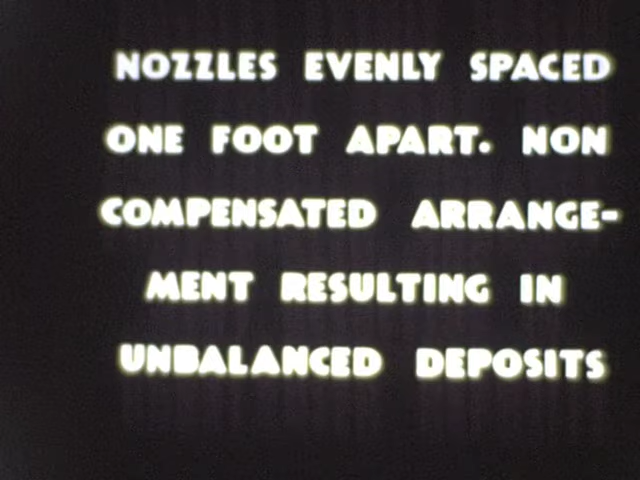 NOZZLES EVENLY SPACED
ONE FOOT APART. NON
COMPENSATED ARRANGE-
MENT RESULTING IN
UNBALANCED DEPOSITS